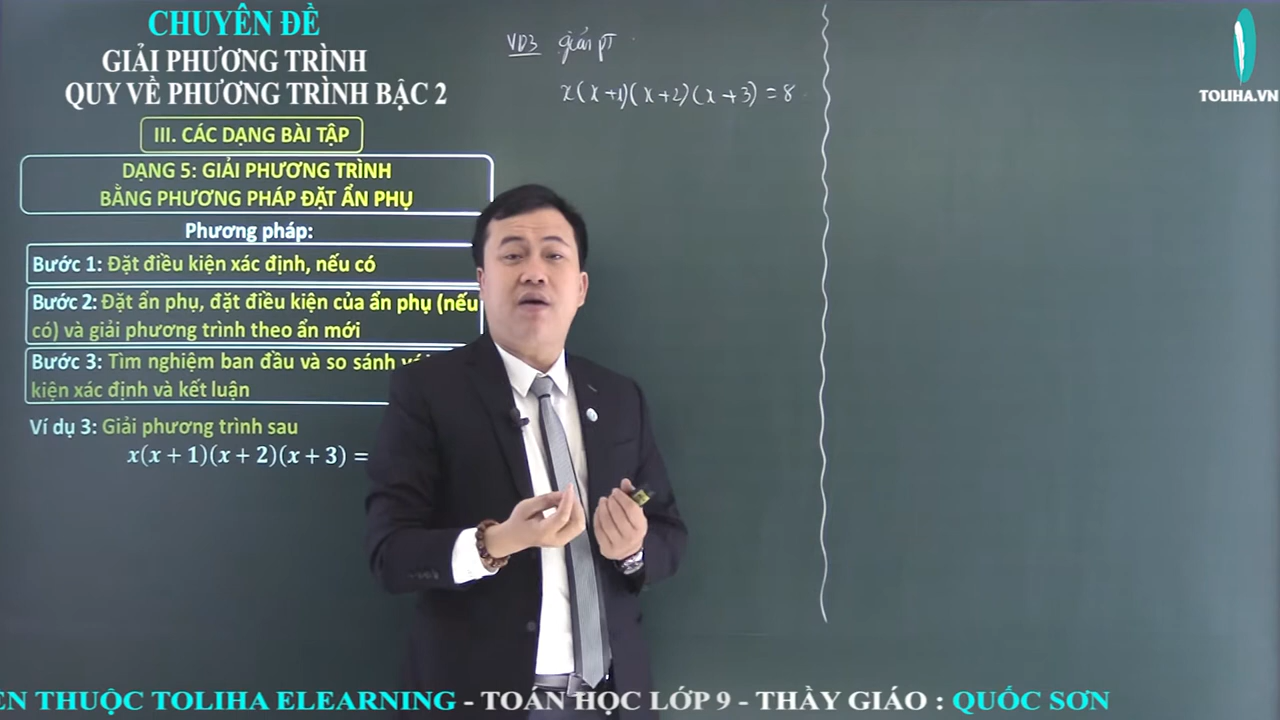 CHUYÊN ĐỀ
GIẢI PHƯƠNG TRÌNH
QUY VỀ PHƯƠNG TRÌNH BẬC 2
III. CÁC DẠNG BÀI TẬP
DẠNG 5: GIẢI PHƯƠNG TRÌNH
BẰNG PHƯƠNG PHÁP ĐẶT ẨN PHỤ
Phương pháp:
Bước 1: Đặt điều kiện xác định, nếu có
Bước 2: Đặt ẩn phụ, đặt điều kiện của ẩn phụ (nếu
có) và giải phương trình theo ẩn mới
Bước 3: Tìm nghiệm ban đầu và so sánh
kiện xác định và kết luận
Ví dụ 3: Giải phương trình sau
x(x + 1)(x + 2)(x + 3) =
VD3 giải PT
x(x+1)(x+2)(x+3) = 8
TOLIHA.VN
THUỘC TOLIHA ELEARNING - TOÁN HỌC LỚP 9 - THẦY GIÁO : QUỐC SƠN